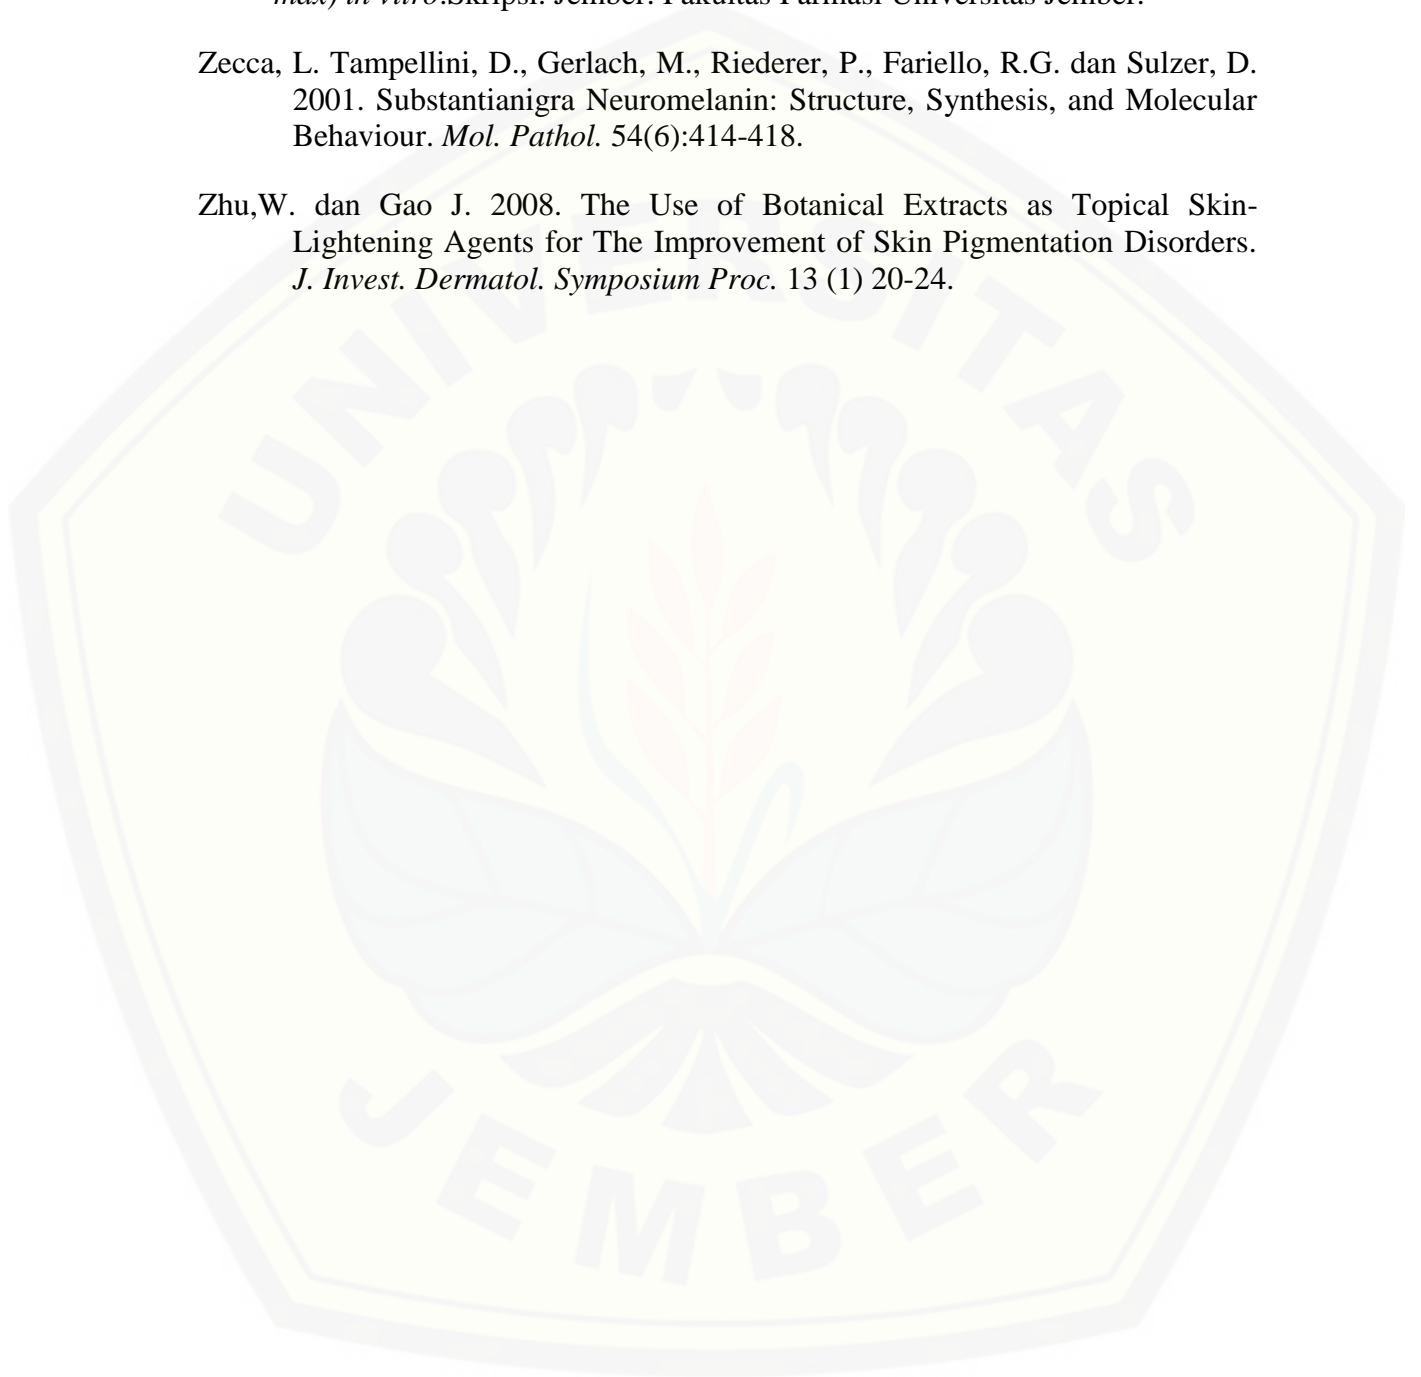 max) in vitro.Skripsi. Jember: Fakultas Farmasi Universitas Jember.
Zecca, L. Tampellini, D., Gerlach, M., Riederer, P., Fariello, R.G. dan Sulzer, D.
2001. Substantianigra Neuromelanin: Structure, Synthesis, and Molecular
Behaviour. Mol. Pathol. 54(6):414-418.
Zhu,W. dan Gao J. 2008. The Use of Botanical Extracts as Topical Skin-
Lightening Agents for The Improvement of Skin Pigmentation Disorders.
J. Invest. Dermatol. Symposium Proc. 13 (1) 20-24.
UNIVERSITAS
JEMBER